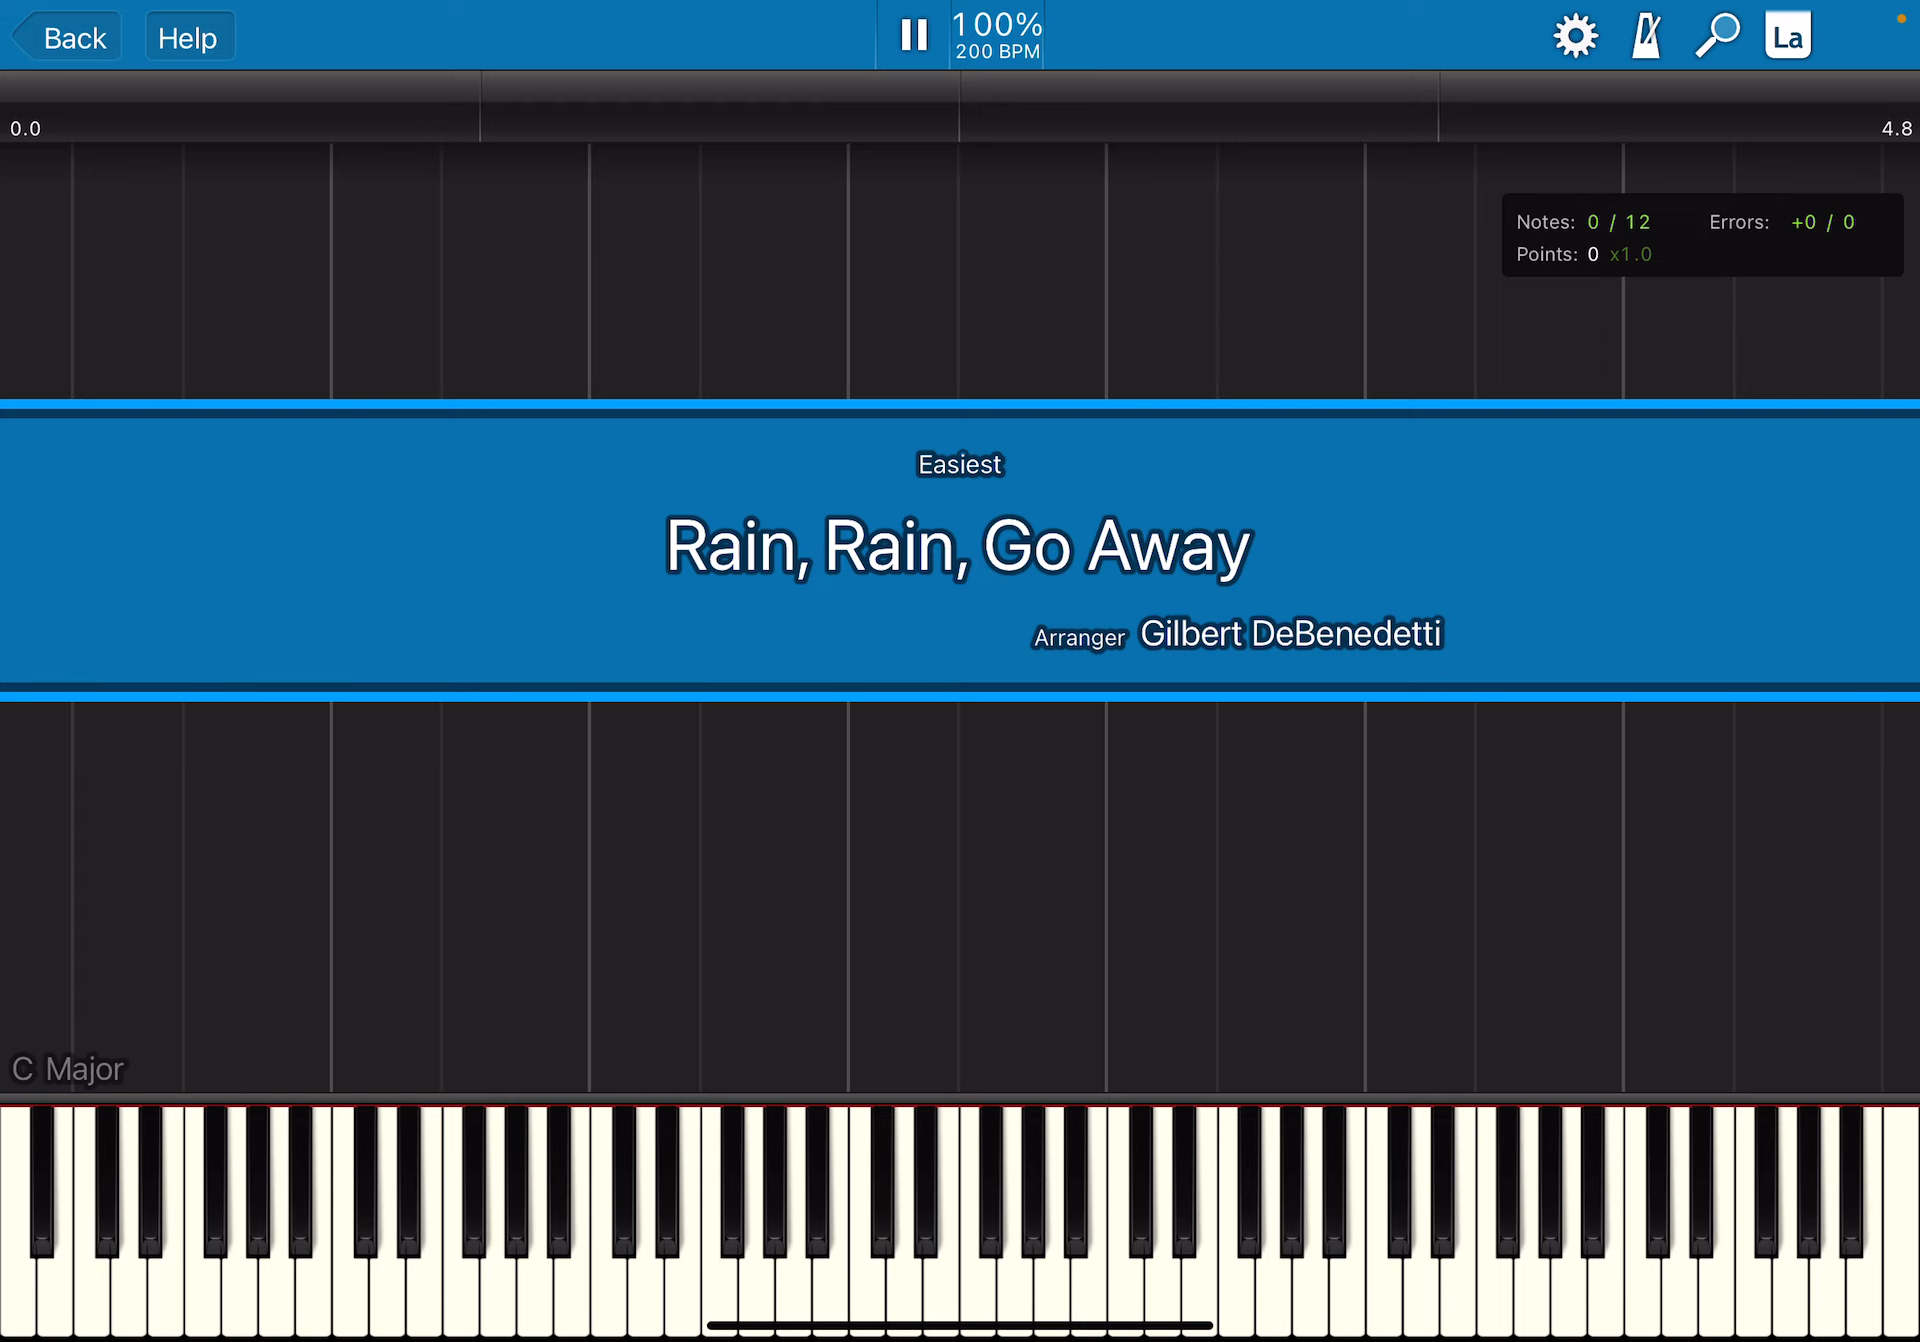 Back
Help
100%
200 BPM
La
0.0
4.8
Notes: 0 / 12 Errors: +0 / 0
Points: 0 x1.0
Easiest
Rain, Rain, Go Away
Arranger Gilbert DeBenedetti
C Major